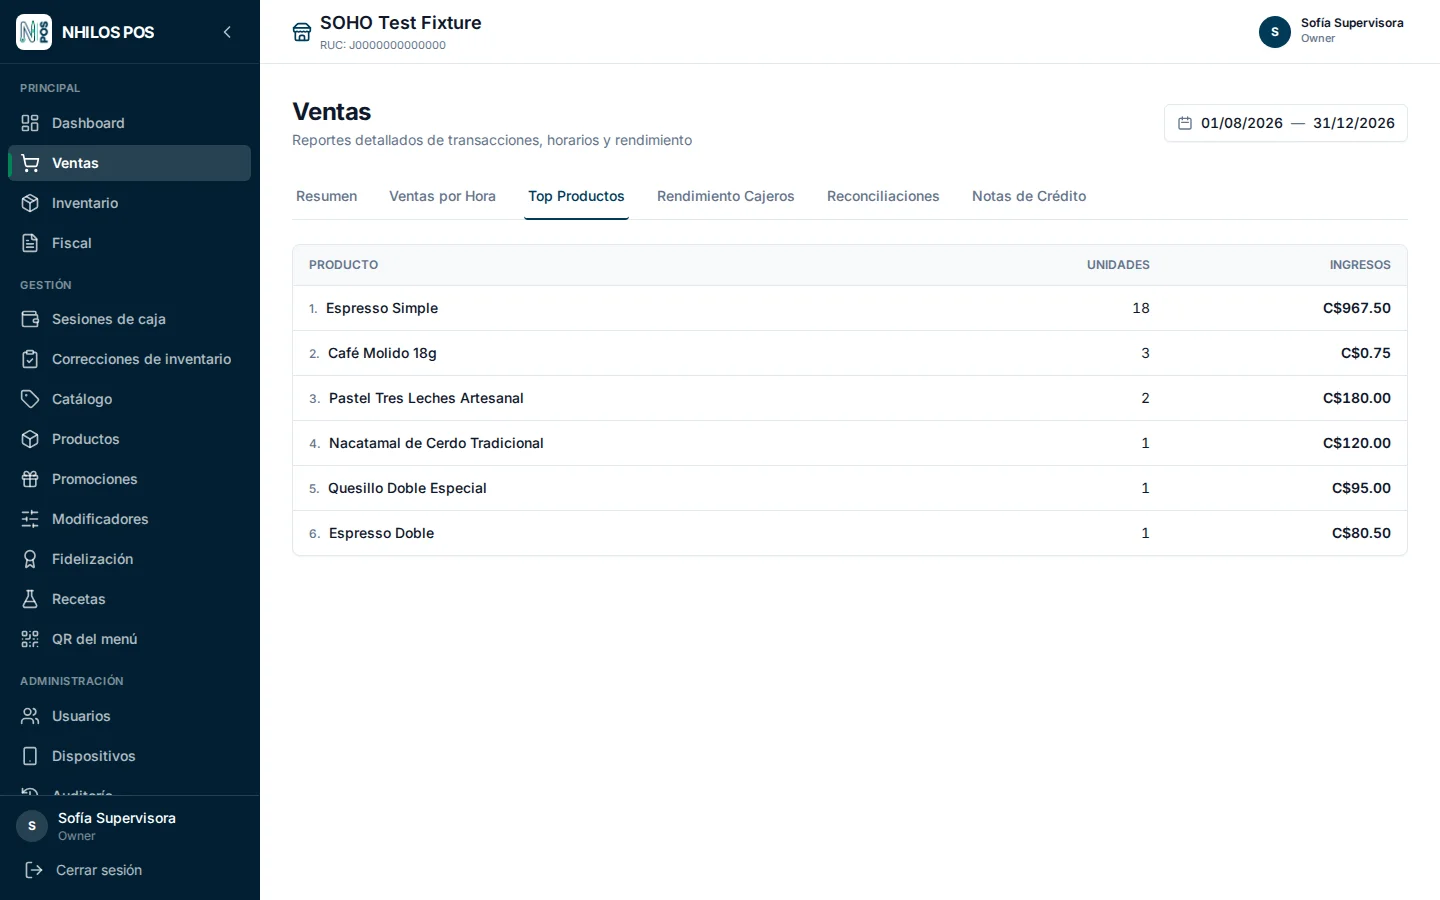 NHILOS POS
SOHO Test Fixture
RUC: J0000000000000
S
Sofía Supervisora
Owner
PRINCIPAL
Dashboard
Ventas
Inventario
Fiscal
GESTIÓN
Sesiones de caja
Correcciones de inventario
Catálogo
Productos
Promociones
Modificadores
Fidelización
Recetas
QR del menú
ADMINISTRACIÓN
Usuarios
Dispositivos
Auditoría
S
Sofía Supervisora
Owner
Cerrar sesión
Ventas
Reportes detallados de transacciones, horarios y rendimiento
01/08/2026 — 31/12/2026
Resumen Ventas por Hora Top Productos Rendimiento Cajeros Reconciliaciones Notas de Crédito
PRODUCTO UNIDADES INGRESOS
1. Espresso Simple 18 C$967.50
2. Café Molido 18g 3 C$0.75
3. Pastel Tres Leches Artesanal 2 C$180.00
4. Nacatamal de Cerdo Tradicional 1 C$120.00
5. Quesillo Doble Especial 1 C$95.00
6. Espresso Doble 1 C$80.50